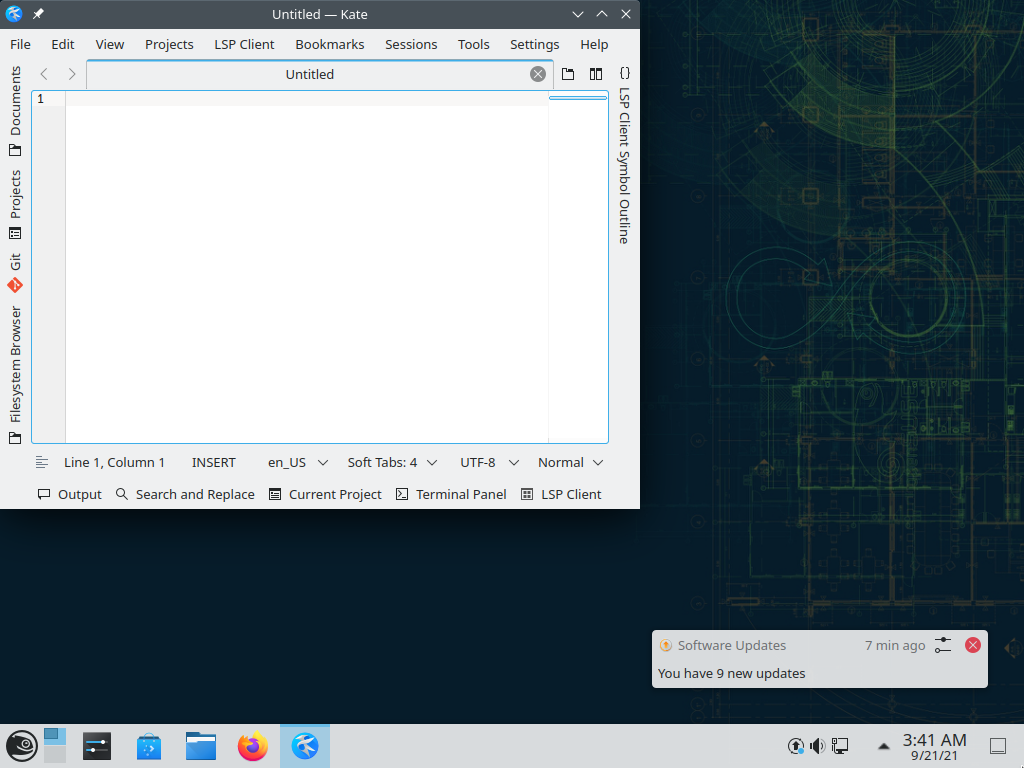 Untitled — Kate
File Edit View Projects LSP Client Bookmarks Sessions Tools Settings Help
Untitled
1
Documents
Projects
Git
Filesystem Browser
LSP Client Symbol Outline
Line 1, Column 1 INSERT en_US Soft Tabs: 4 UTF-8 Normal
Output Search and Replace Current Project Terminal Panel LSP Client
Software Updates 7 min ago
You have 9 new updates
3:41 AM
9/21/21